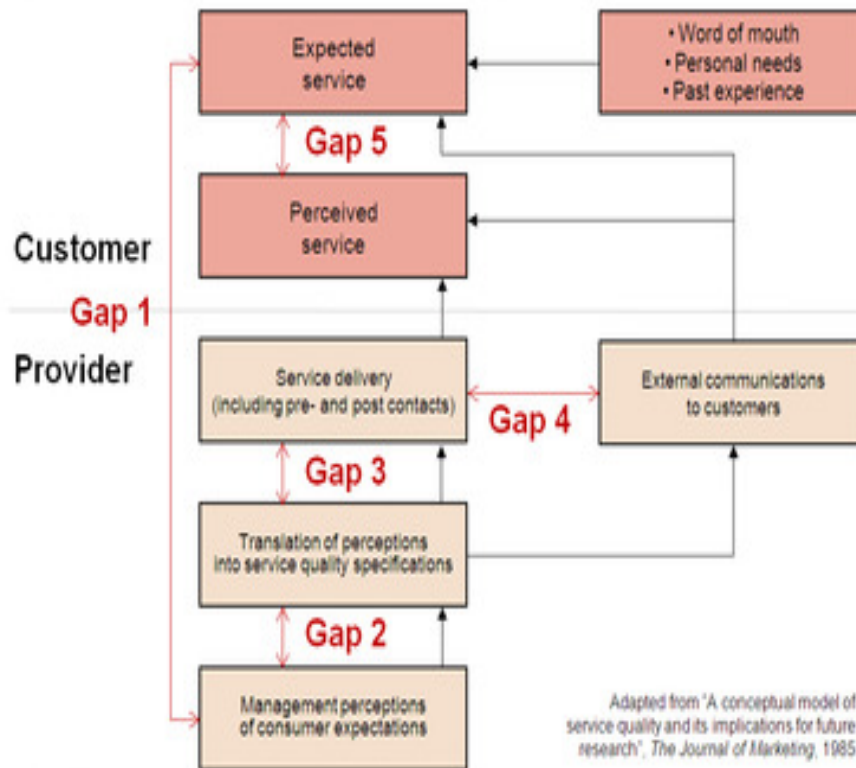 Expected
service
• Word of mouth
• Personal needs
• Past experience
Gap 5
Perceived
service
Customer
Gap 1
Provider
Service delivery
(including pre- and post contacts)
External communications
to customers
Gap 4
Gap 3
Translation of perceptions
into service quality specifications
Gap 2
Management perceptions
of consumer expectations
Adapted from "A conceptual model of
service quality and its implications for future
research", The Journal of Marketing, 1985